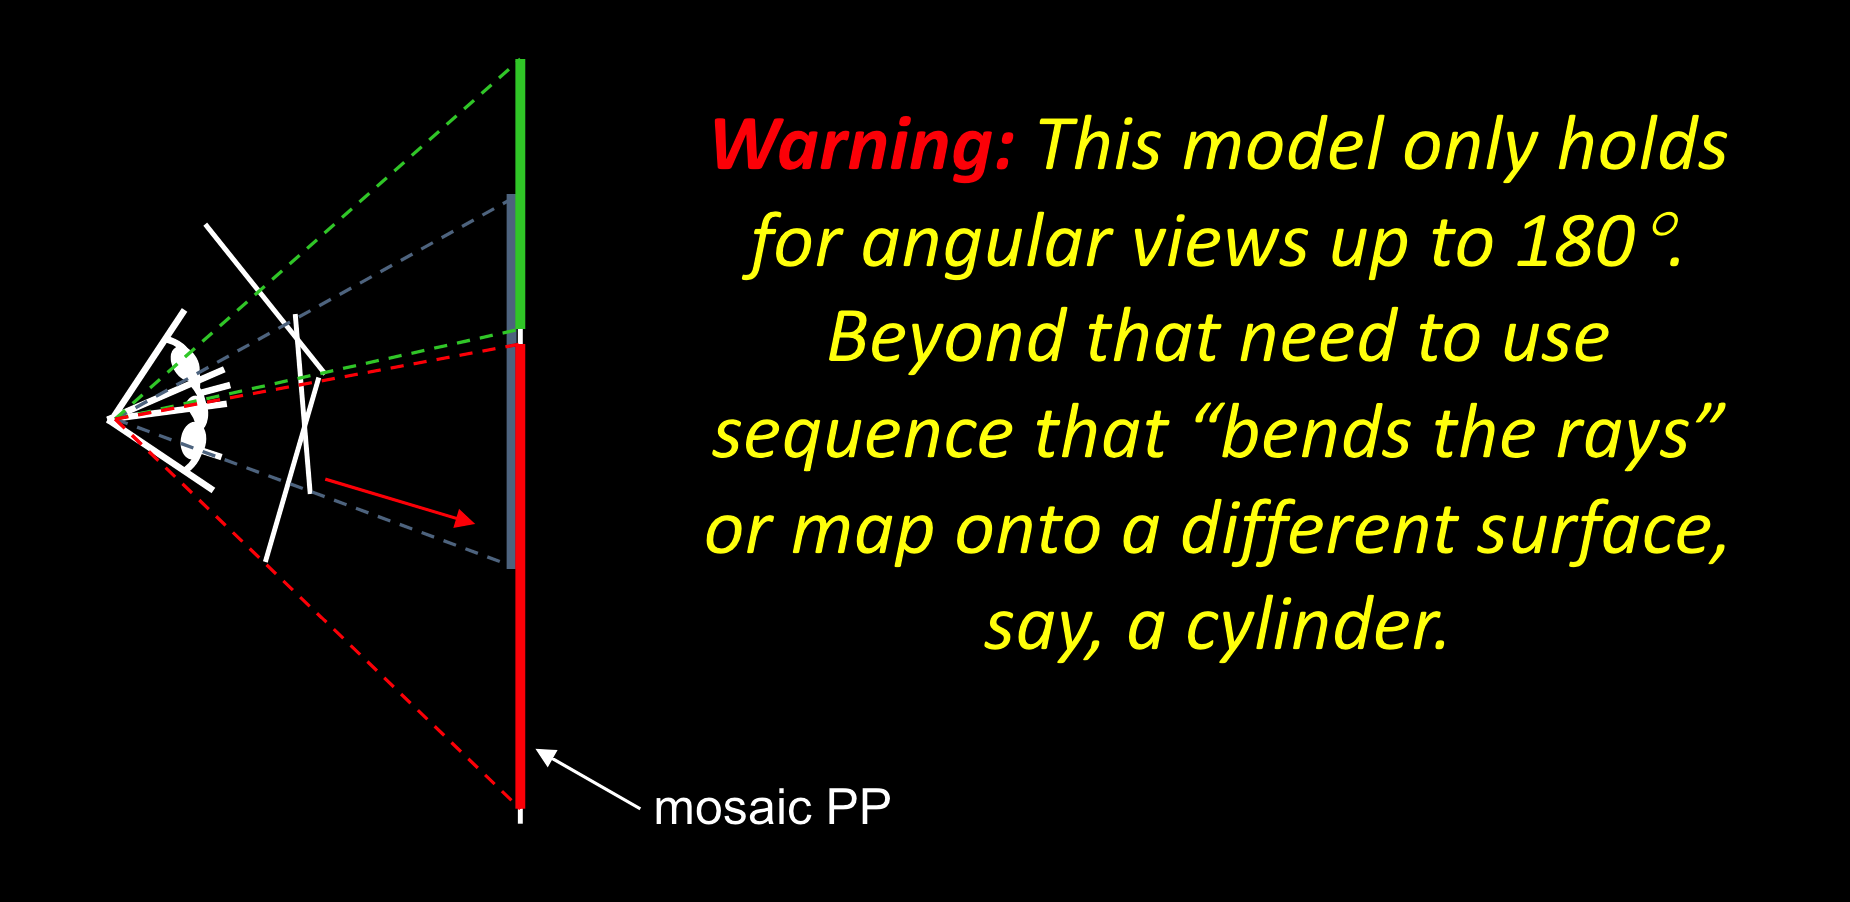 Warning: This model only holds
for angular views up to 180°.
Beyond that need to use
sequence that “bends the rays”
or map onto a different surface,
say, a cylinder.
mosaic PP